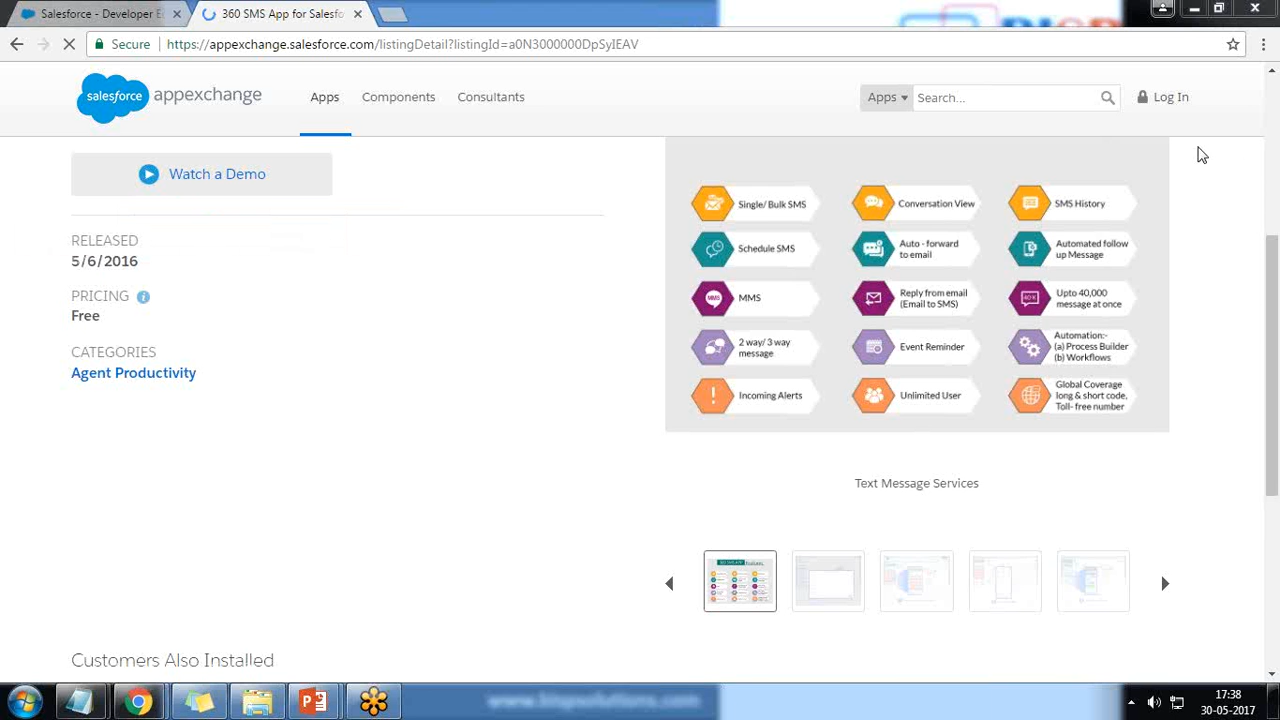 Salesforce - Developer E
360 SMS App for Salesfo
Secure
https://appexchange.salesforce.com/listingDetail?listingId=a0N3000000DpSyIEAV
salesforce
appexchange
Apps
Components
Consultants
Apps
Search...
Log In
Watch a Demo
RELEASED
5/6/2016
PRICING
Free
CATEGORIES
Agent Productivity
Single/ Bulk SMS
Conversation View
SMS History
Schedule SMS
Auto - forward
to email
Automated follow
up Message
MMS
MMS
Reply from email
(Email to SMS)
40 K
Upto 40,000
message at once
2 way/ 3 way
message
Event Reminder
Automation:-
(a) Process Builder
(b) Workflows
Incoming Alerts
Unlimited User
Global Coverage
long & short code,
Toll- free number
Text Message Services
Customers Also Installed
www.bispsolutions.com
17:38
30-05-2017